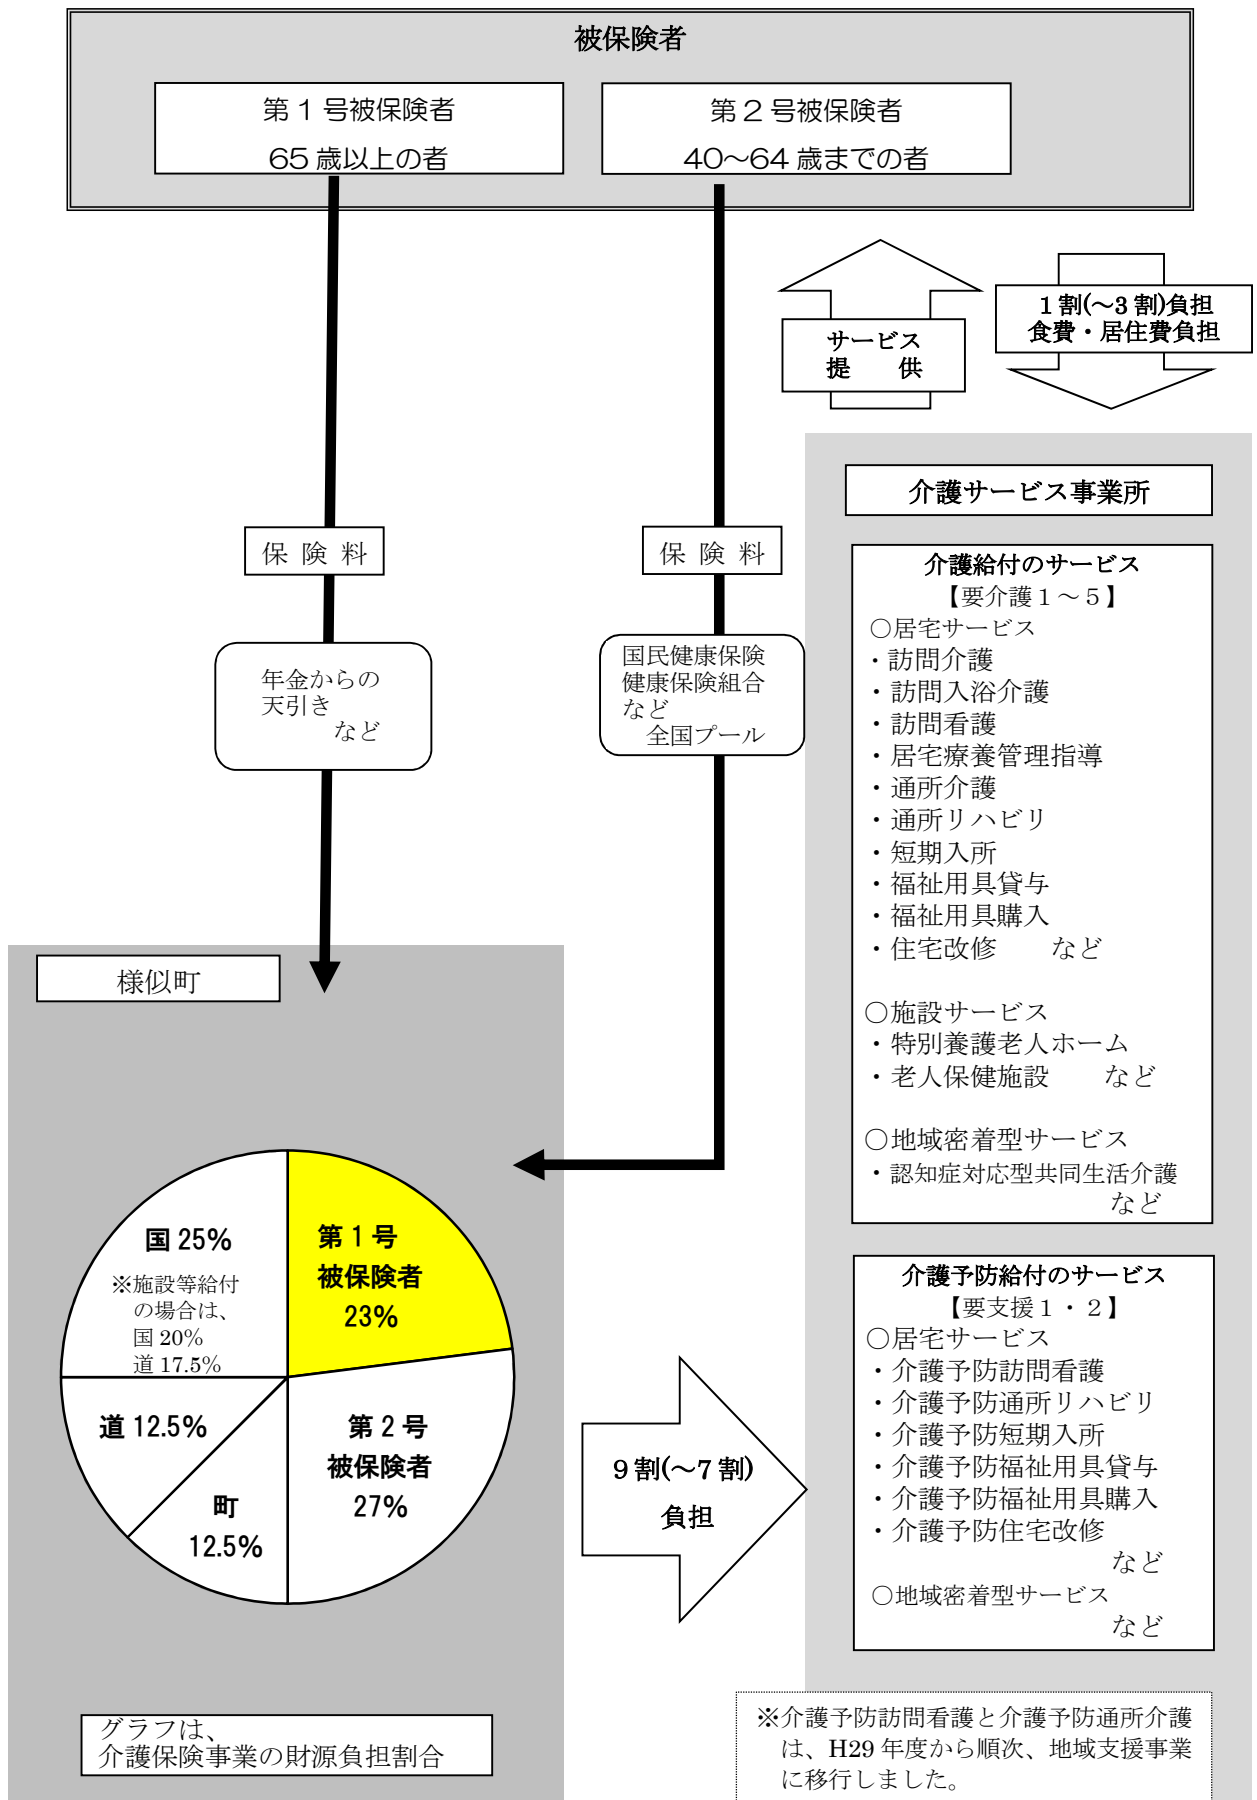 被保険者
第1号被保険者
65歳以上の者
第2号被保険者
40～64歳までの者
サービス
提　供
1割(～3割)負担
食費・居住費負担
保 険 料
保 険 料
年金からの
天引き
など
国民健康保険
健康保険組合
など
全国プール
様似町
国 25%
※施設等給付
の場合は、
国 20%
道 17.5%
第1号
被保険者
23%
道 12.5%
町
12.5%
第2号
被保険者
27%
グラフは、
介護保険事業の財源負担割合
9割(～7割)
負担
介護サービス事業所
介護給付のサービス
【要介護１～５】
○居宅サービス
・訪問介護
・訪問入浴介護
・訪問看護
・居宅療養管理指導
・通所介護
・通所リハビリ
・短期入所
・福祉用具貸与
・福祉用具購入
・住宅改修　　など
○施設サービス
・特別養護老人ホーム
・老人保健施設　　など
○地域密着型サービス
・認知症対応型共同生活介護
など
介護予防給付のサービス
【要支援１・２】
○居宅サービス
・介護予防訪問看護
・介護予防通所リハビリ
・介護予防短期入所
・介護予防福祉用具貸与
・介護予防福祉用具購入
・介護予防住宅改修
など
○地域密着型サービス
など
※介護予防訪問看護と介護予防通所介護
は、H29年度から順次、地域支援事業
に移行しました。